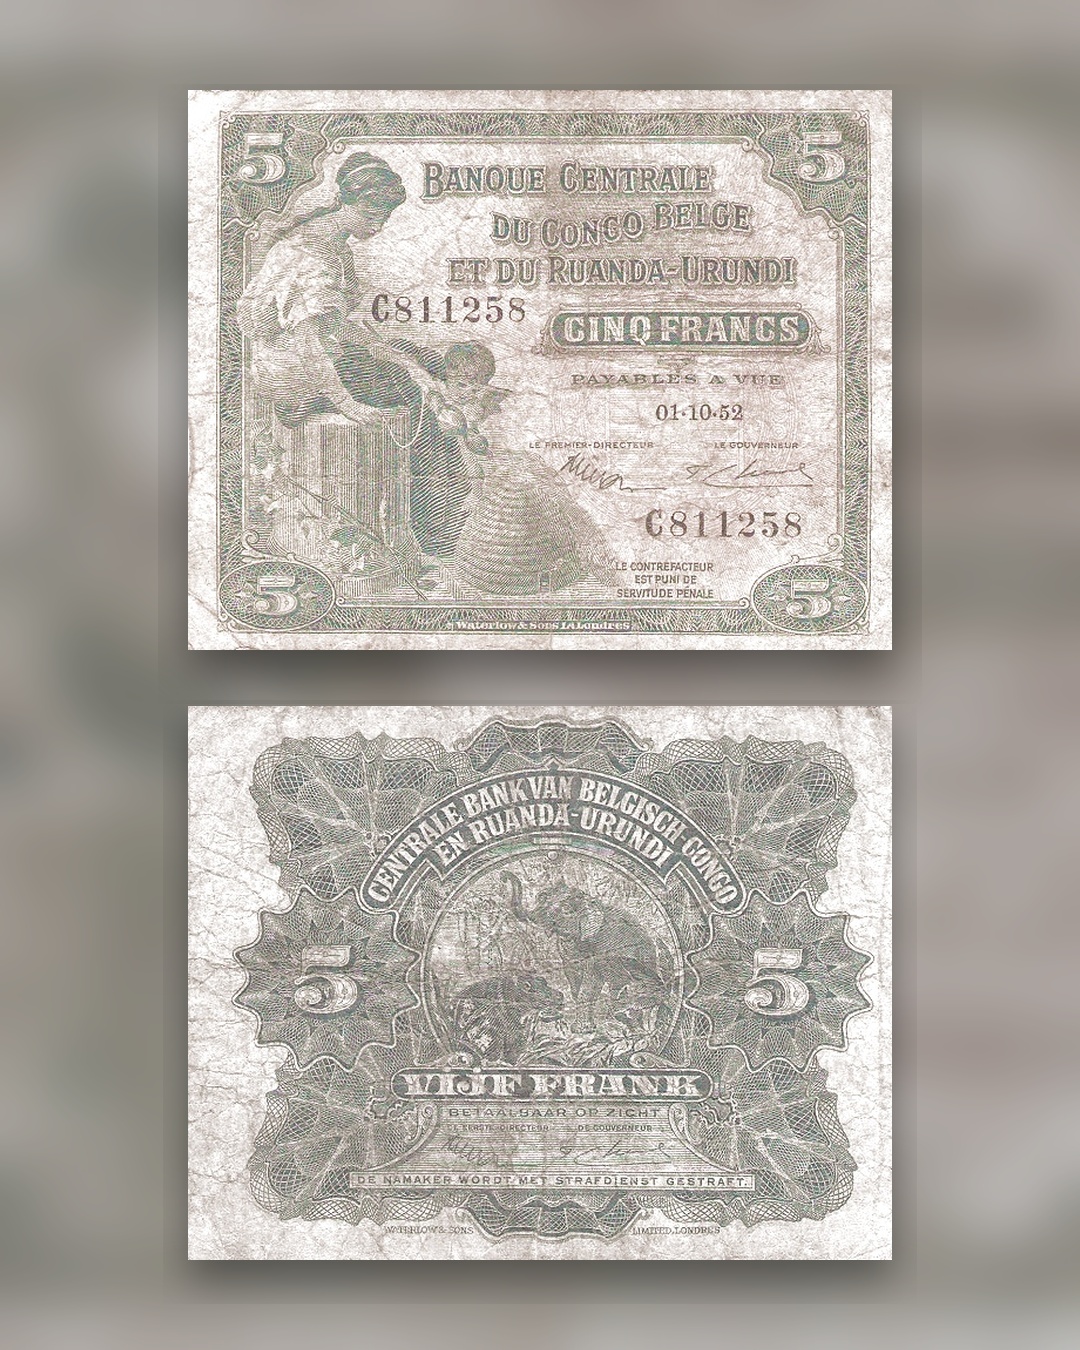 5 5
BANQUE CENTRALE
DU CONGO BELGE
ET DU RUANDA-URUNDI
C811258
CINQ FRANCS
PAYABLES A VUE
01·10·52
LE PREMIER-DIRECTEUR LE GOUVERNEUR
C811258
LE CONTREFACTEUR
EST PUNI DE
SERVITUDE PÉNALE
5 5
Waterlow & Sons Ld Londres
CENTRALE BANK VAN BELGISCH-CONGO
EN RUANDA-URUNDI
5 5
VIJF FRANK
BETAALBAAR OP ZICHT
DE EERSTE-DIRECTEUR DE GOUVERNEUR
DE NAMAKER WORDT MET STRAFDIENST GESTRAFT.
WATERLOW & SONS LIMITED, LONDRES